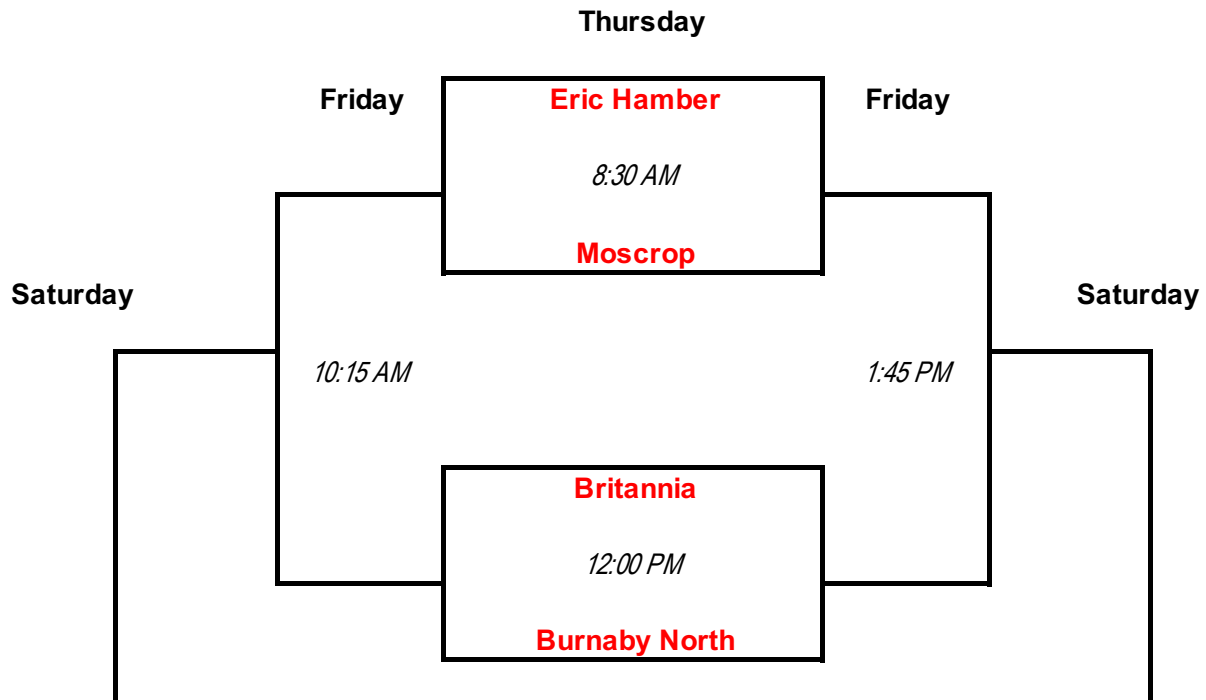 Thursday
Friday
Eric Hamber
Friday
8:30 AM
Moscrop
Saturday
Saturday
10:15 AM
1:45 PM
Britannia
12:00 PM
Burnaby North